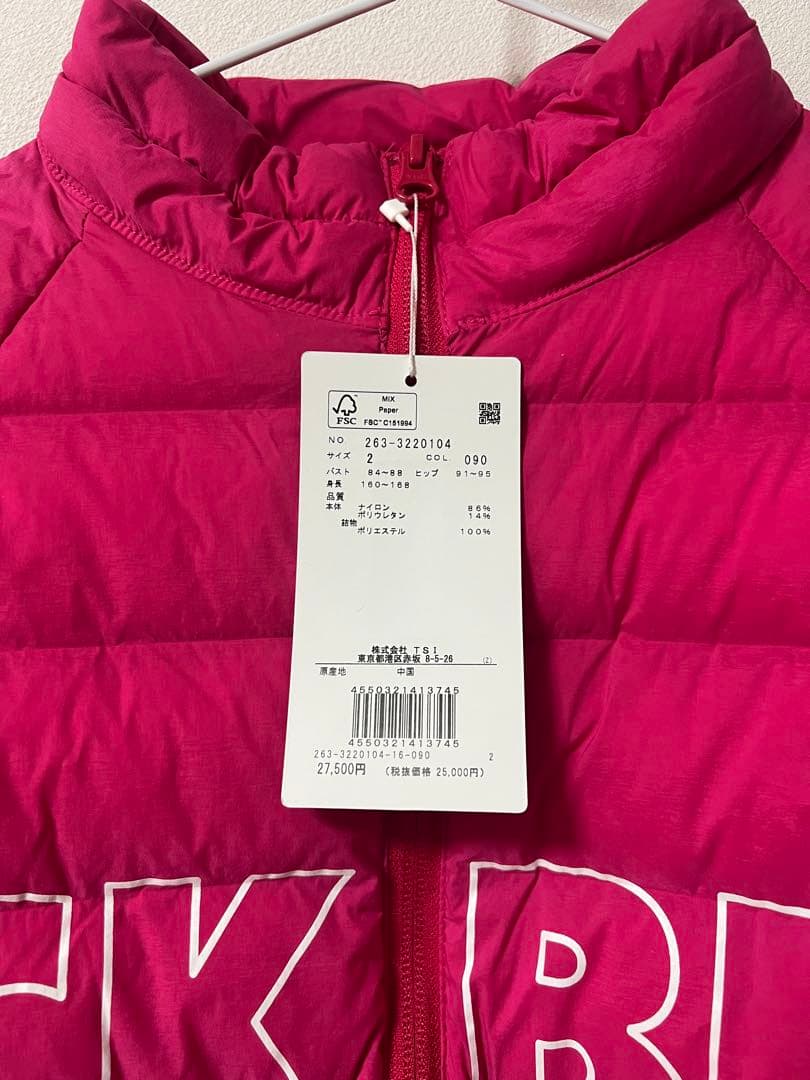 MIX
Paper
FSC
FSC™ C151994
NO. 263-3220104
サイズ 2 COL. 090
バスト 84〜88 ヒップ 91〜95
身長 160〜168
品質
本体 ナイロン 86%
ポリウレタン 14%
詰物
ポリエステル 100%
株式会社 TSI
東京都港区赤坂 8-5-26 (Z)
原産地 中国
4550321413745
4550321413745
263-3220104-16-090 2
27,500円 (税抜価格 25,000円)
CK R